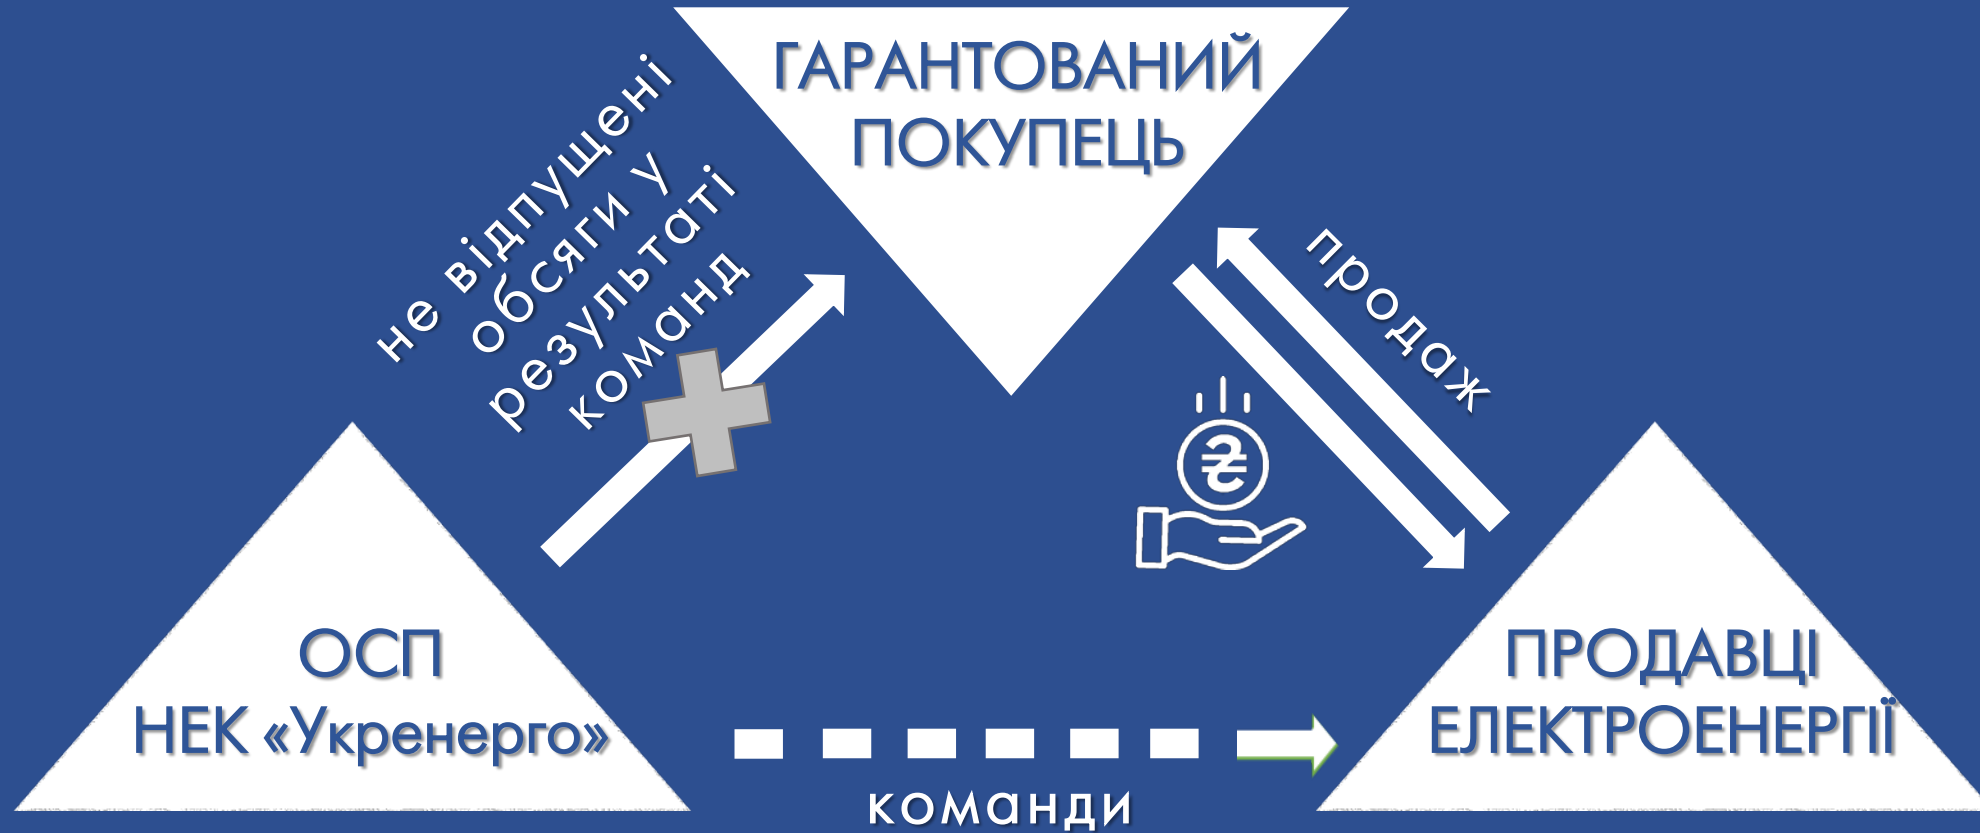 ГАРАНТОВАНИЙ
ПОКУПЕЦЬ
не відпущені
обсяги у
результаті
команд
продаж
₴
ОСП
НЕК «Укренерго»
ПРОДАВЦІ
ЕЛЕКТРОЕНЕРГІЇ
команди